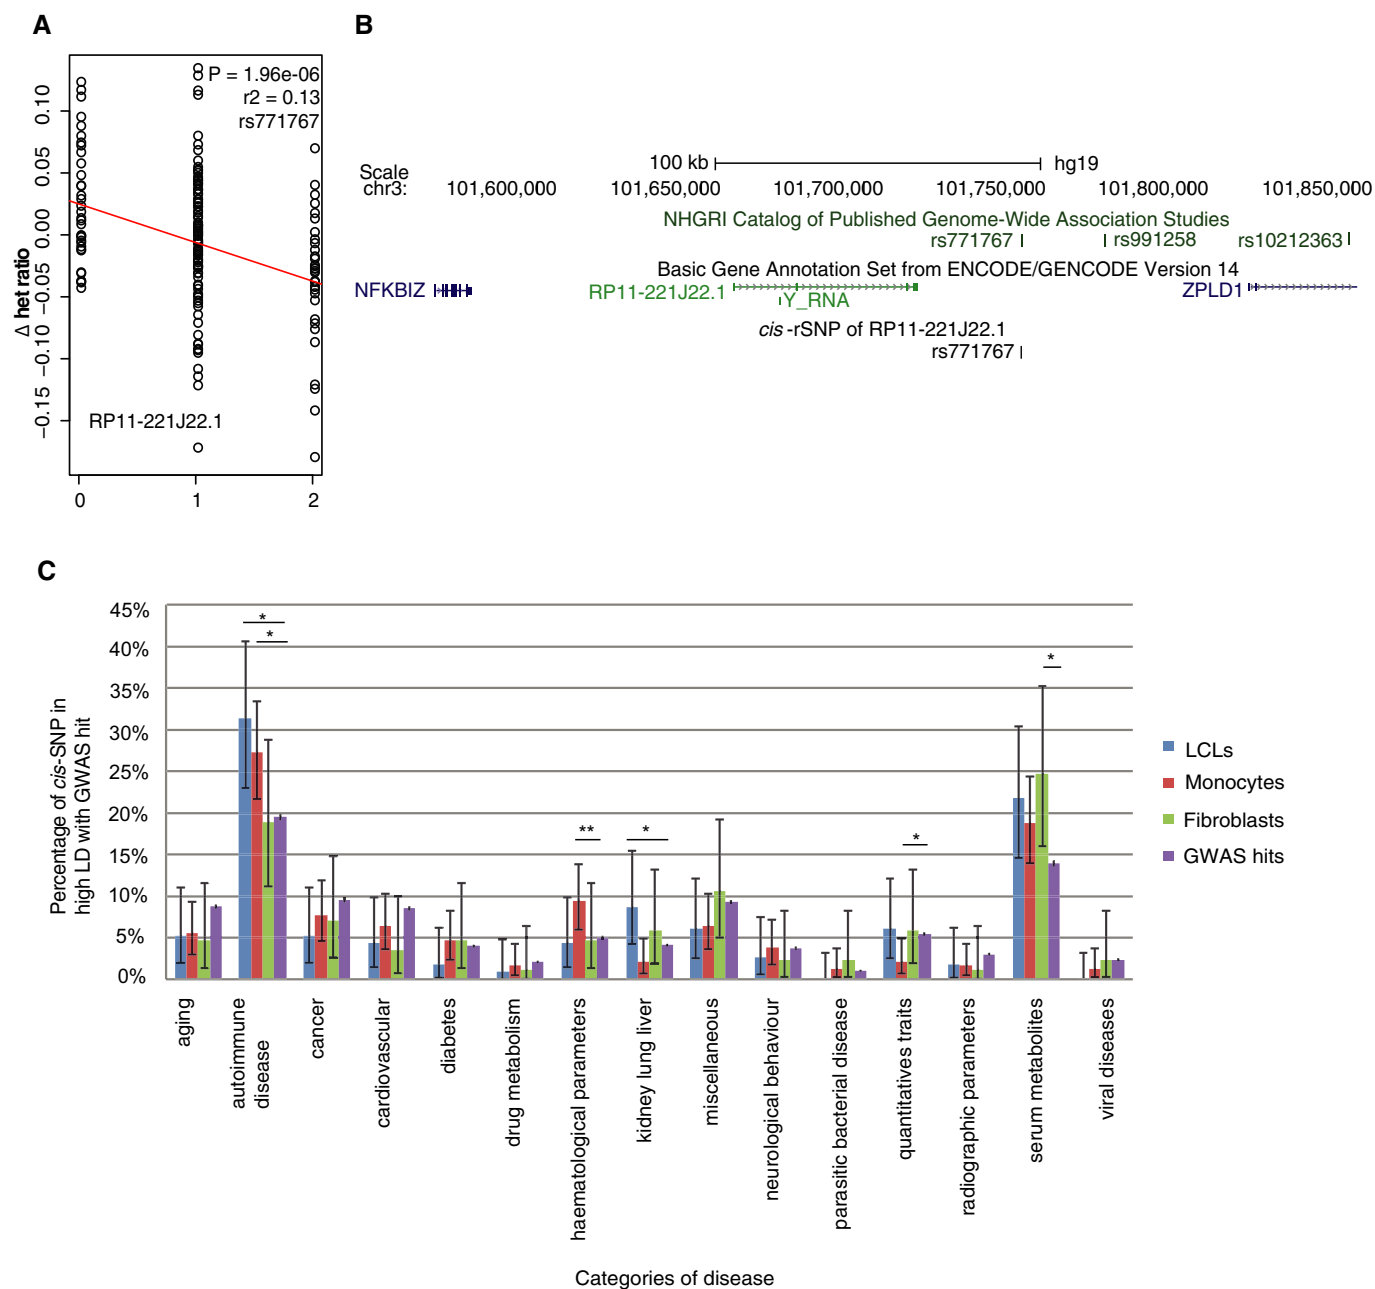 A
P = 1.96e-06
r2 = 0.13
rs771767
0.10
0.05
0.00
−0.05
−0.10
−0.15
Δ het ratio
RP11-221J22.1
0 1 2
B
100 kb hg19
Scale
chr3: 101,600,000 101,650,000 101,700,000 101,750,000 101,800,000 101,850,000
NHGRI Catalog of Published Genome-Wide Association Studies
rs771767 rs991258 rs10212363
Basic Gene Annotation Set from ENCODE/GENCODE Version 14
NFKBIZ RP11-221J22.1 ZPLD1
Y_RNA
cis-rSNP of RP11-221J22.1
rs771767
C
45%
40%
35%
30%
25%
20%
15%
10%
5%
0%
Percentage of cis-SNP in
high LD with GWAS hit
*
*
**
*
*
*
LCLs
Monocytes
Fibroblasts
GWAS hits
aging
autoimmune
disease
cancer
cardiovascular
diabetes
drug metabolism
haematological parameters
kidney lung liver
miscellaneous
neurological behaviour
parasitic bacterial disease
quantitatives traits
radiographic parameters
serum metabolites
viral diseases
Categories of disease